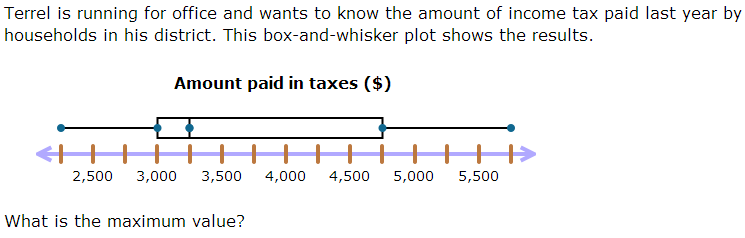 Terrel is running for office and wants to know the amount of income tax paid last year by
households in his district. This box-and-whisker plot shows the results.
Amount paid in taxes ($)
2,500 3,000 3,500 4,000 4,500 5,000 5,500
What is the maximum value?